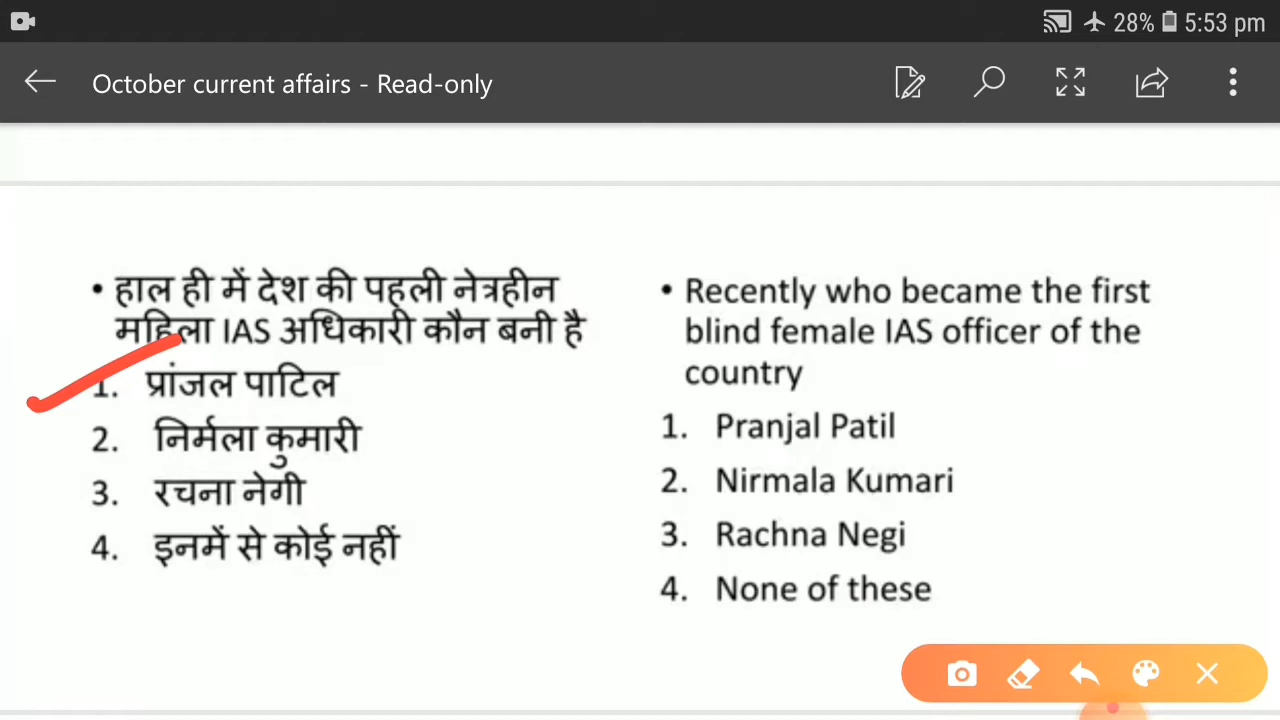 28% 5:53 pm
October current affairs - Read-only
• हाल ही में देश की पहली नेत्रहीन
महिला IAS अधिकारी कौन बनी है
1. प्रांजल पाटिल
2. निर्मला कुमारी
3. रचना नेगी
4. इनमें से कोई नहीं
• Recently who became the first
blind female IAS officer of the
country
1. Pranjal Patil
2. Nirmala Kumari
3. Rachna Negi
4. None of these